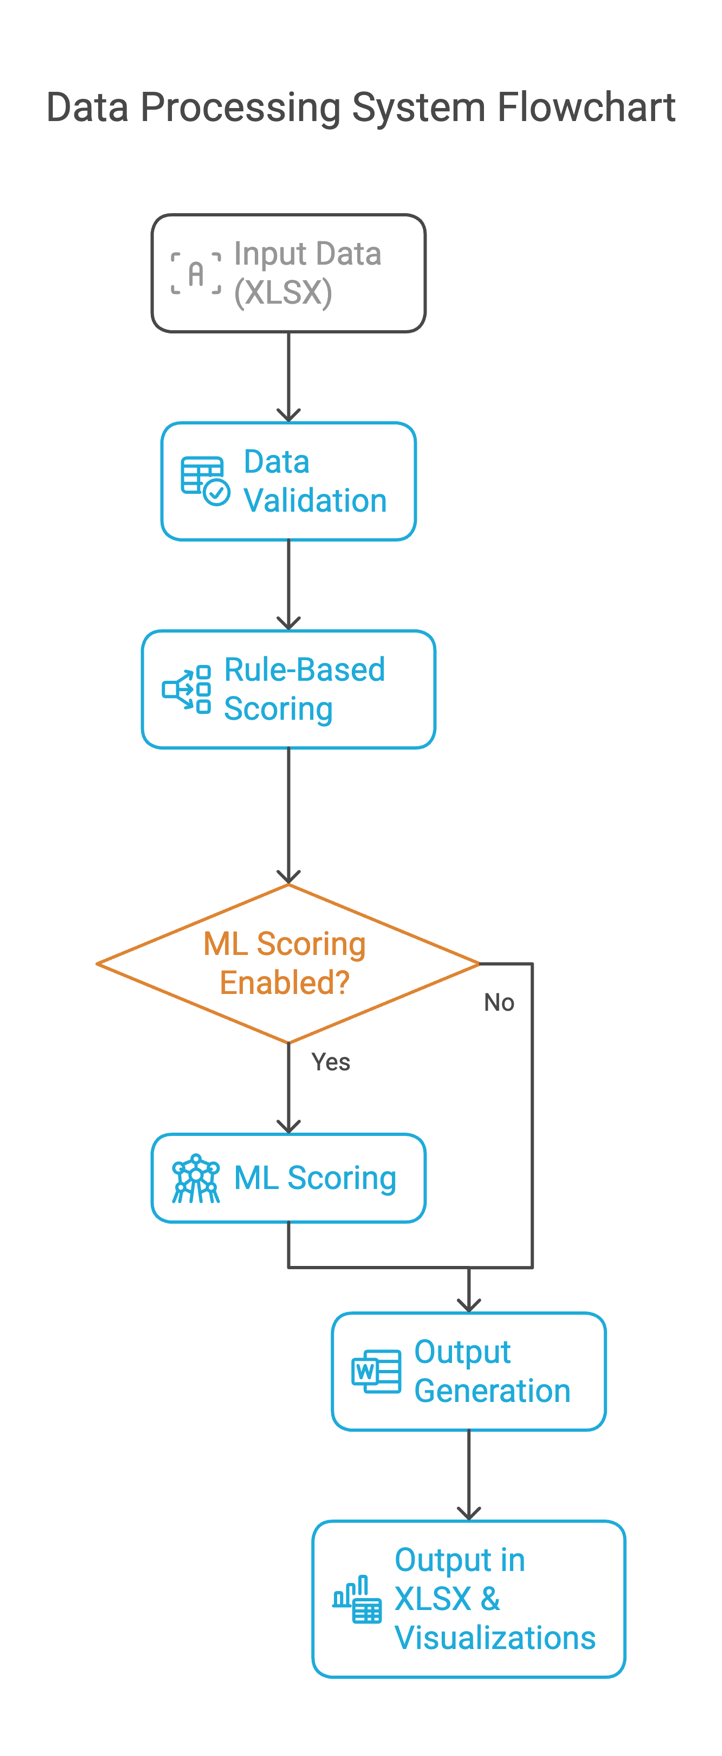 Data Processing System Flowchart
Input Data
(XLSX)
Data
Validation
Rule-Based
Scoring
ML Scoring
Enabled?
No
Yes
ML Scoring
Output
Generation
Output in
XLSX &
Visualizations